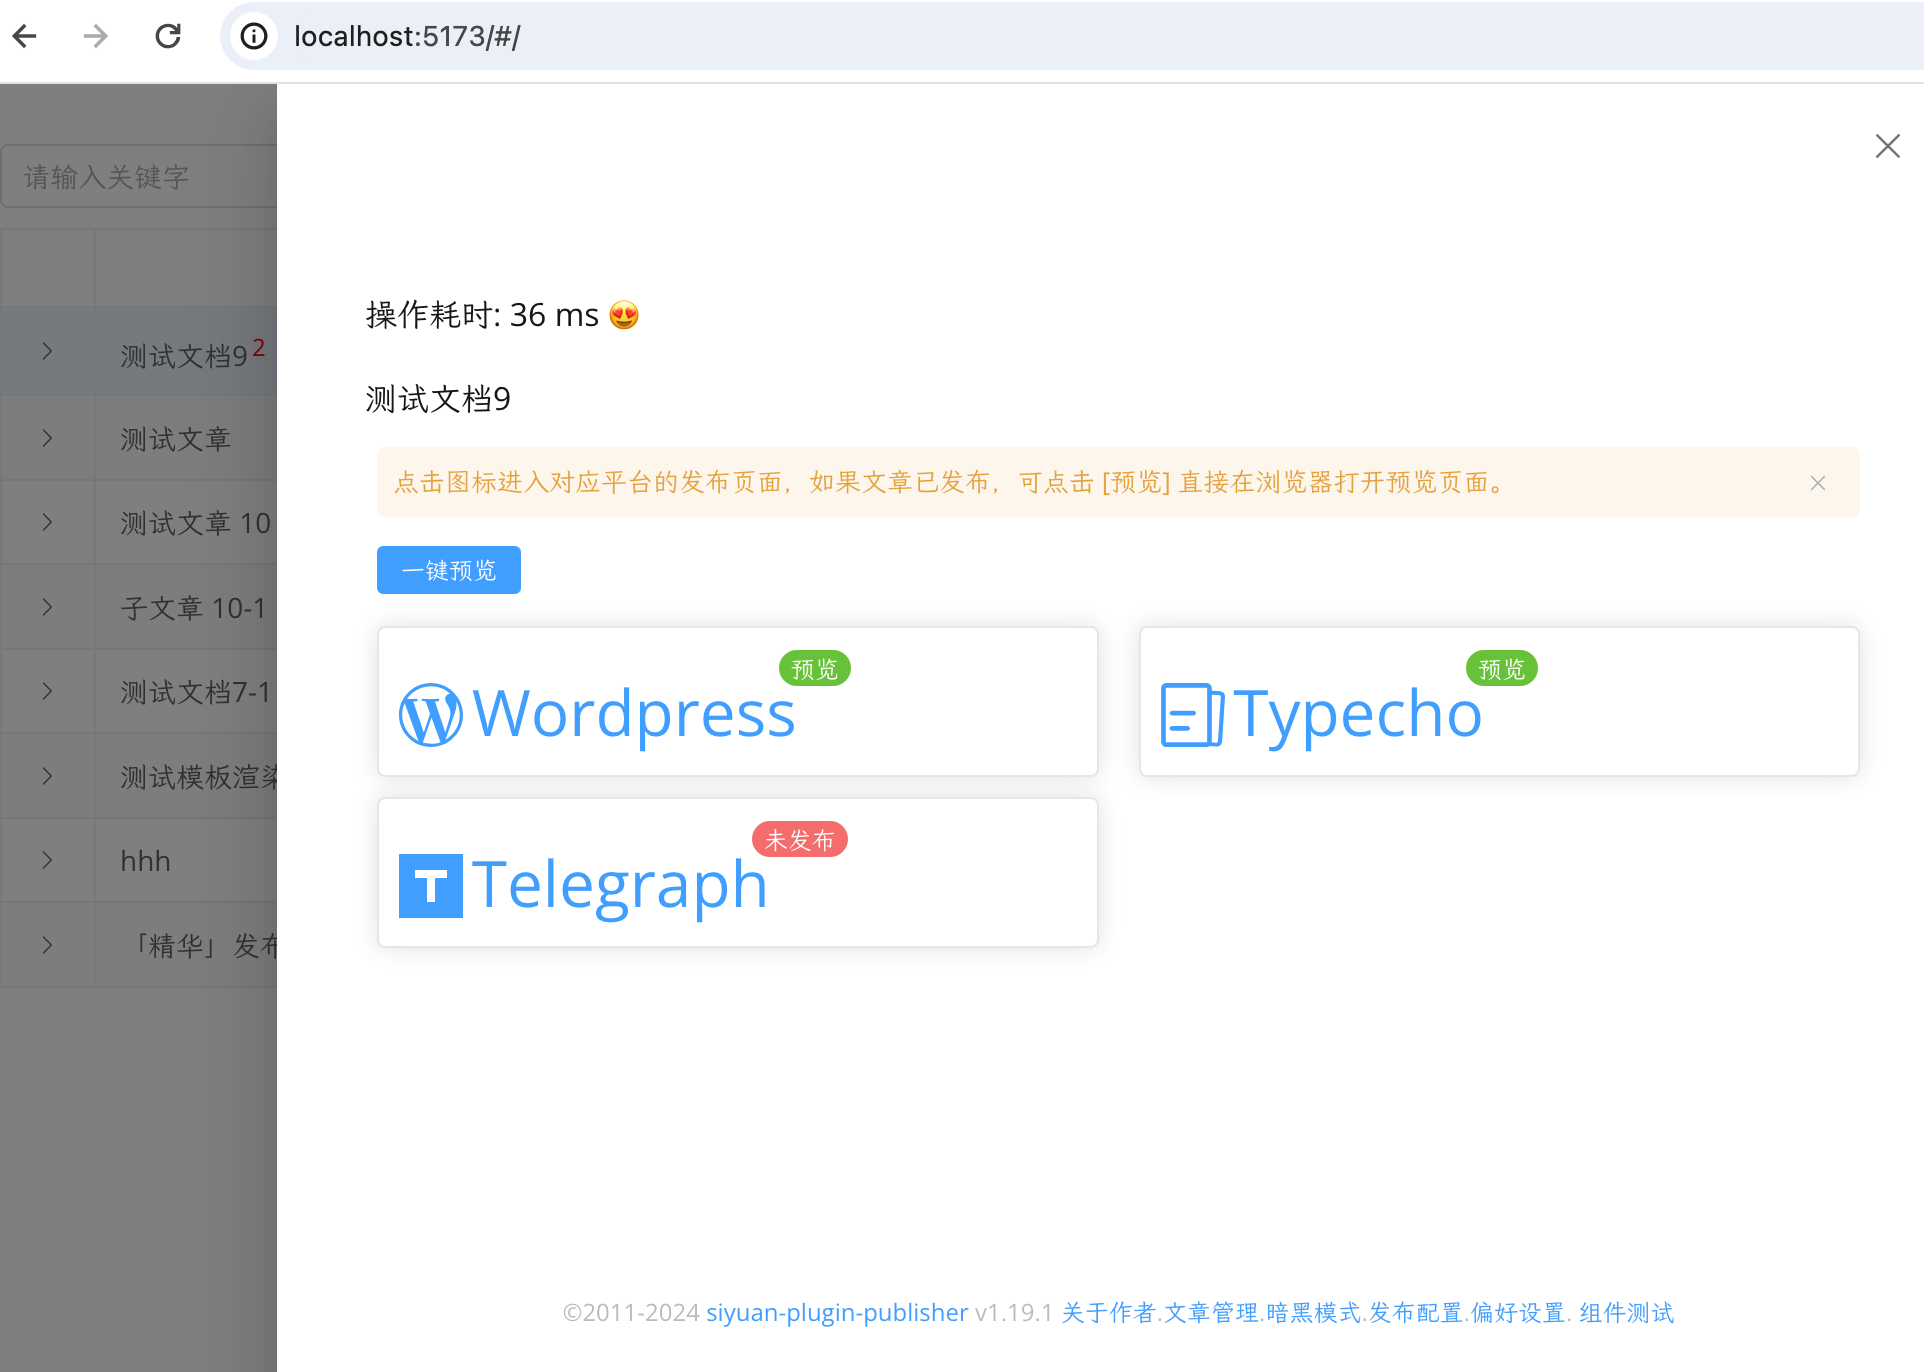 localhost:5173/#/
请输入关键字
测试文档9 2
测试文章
测试文章 10
子文章 10-1
测试文档7-1
测试模板渲染
hhh
「精华」发布
操作耗时: 36 ms 😍
测试文档9
点击图标进入对应平台的发布页面，如果文章已发布，可点击 [预览] 直接在浏览器打开预览页面。
一键预览
预览
Wordpress
预览
Typecho
未发布
Telegraph
©2011-2024 siyuan-plugin-publisher v1.19.1 关于作者.文章管理.暗黑模式.发布配置.偏好设置. 组件测试